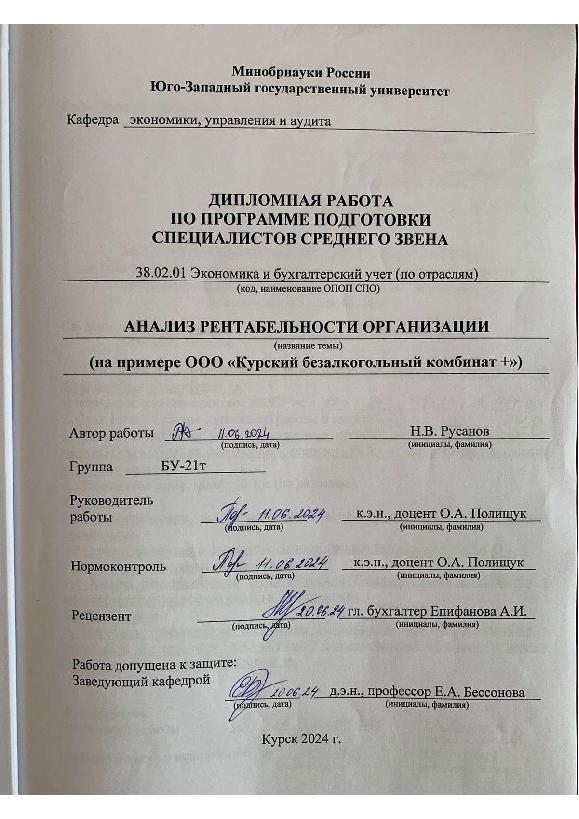 Минобрнауки России
Юго-Западный государственный университет
Кафедра экономики, управления и аудита
ДИПЛОМНАЯ РАБОТА
ПО ПРОГРАММЕ ПОДГОТОВКИ
СПЕЦИАЛИСТОВ СРЕДНЕГО ЗВЕНА
38.02.01 Экономика и бухгалтерский учет (по отраслям)
(код, наименование ОПОП СПО)
АНАЛИЗ РЕНТАБЕЛЬНОСТИ ОРГАНИЗАЦИИ
(название темы)
(на примере ООО «Курский безалкогольный комбинат +»)
Автор работы 11.06.2024 Н.В. Русанов
(подпись, дата) (инициалы, фамилия)
Группа БУ-21т
Руководитель
работы 11.06.2024 к.э.н., доцент О.А. Полищук
(подпись, дата) (инициалы, фамилия)
Нормоконтроль 11.06.2024 к.э.н., доцент О.А. Полищук
(подпись, дата) (инициалы, фамилия)
Рецензент 20.06.24 гл. бухгалтер Епифанова А.И.
(подпись, дата) (инициалы, фамилия)
Работа допущена к защите:
Заведующий кафедрой 20.06.24 д.э.н., профессор Е.А. Бессонова
(подпись, дата) (инициалы, фамилия)
Курск 2024 г.